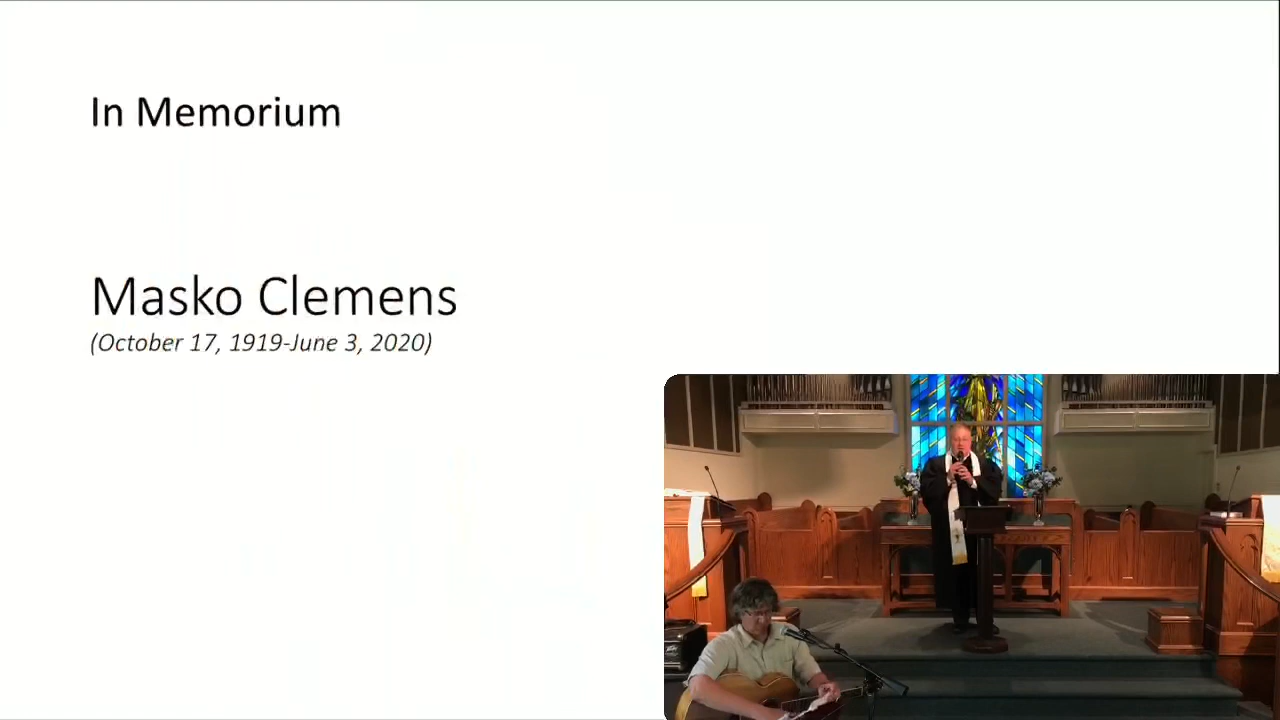 In Memorium
Masko Clemens
(October 17, 1919-June 3, 2020)